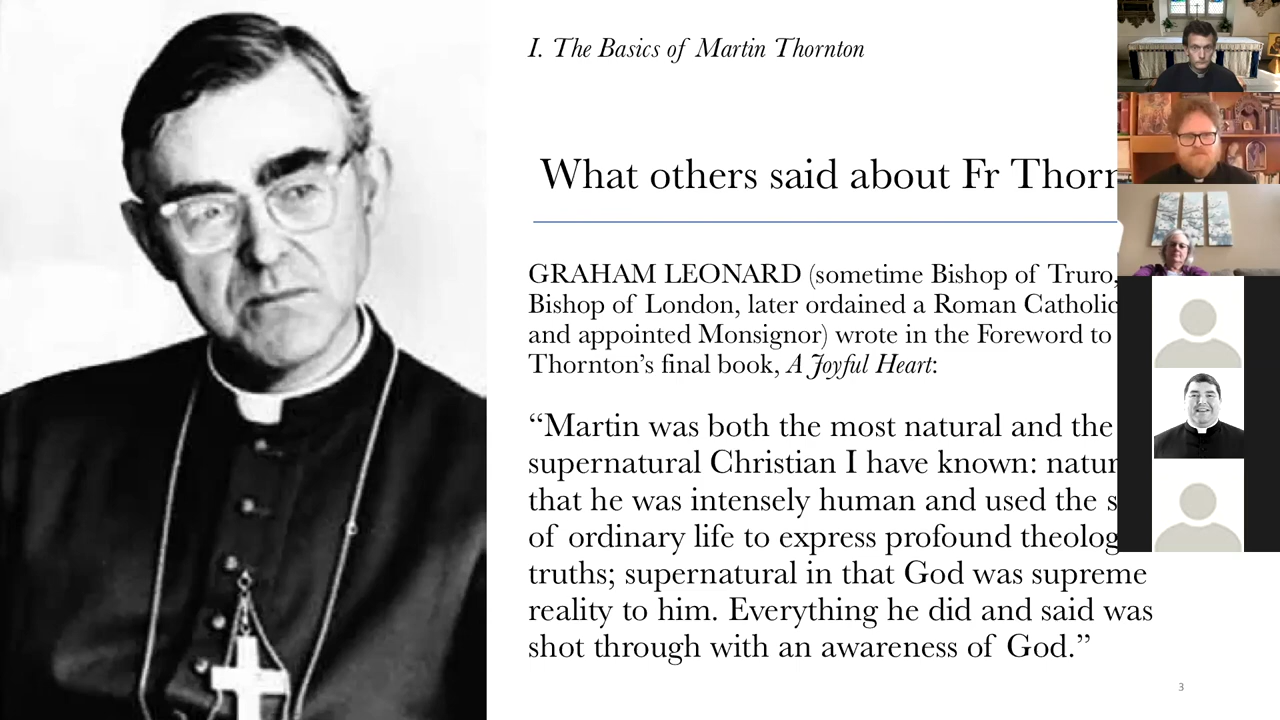 I. The Basics of Martin Thornton
What others said about Fr Thorn
GRAHAM LEONARD (sometime Bishop of Truro,
Bishop of London, later ordained a Roman Catholic
and appointed Monsignor) wrote in the Foreword to
Thornton’s final book, A Joyful Heart:
“Martin was both the most natural and the
supernatural Christian I have known: natur
that he was intensely human and used the s
of ordinary life to express profound theolog
truths; supernatural in that God was supreme
reality to him. Everything he did and said was
shot through with an awareness of God.”
3